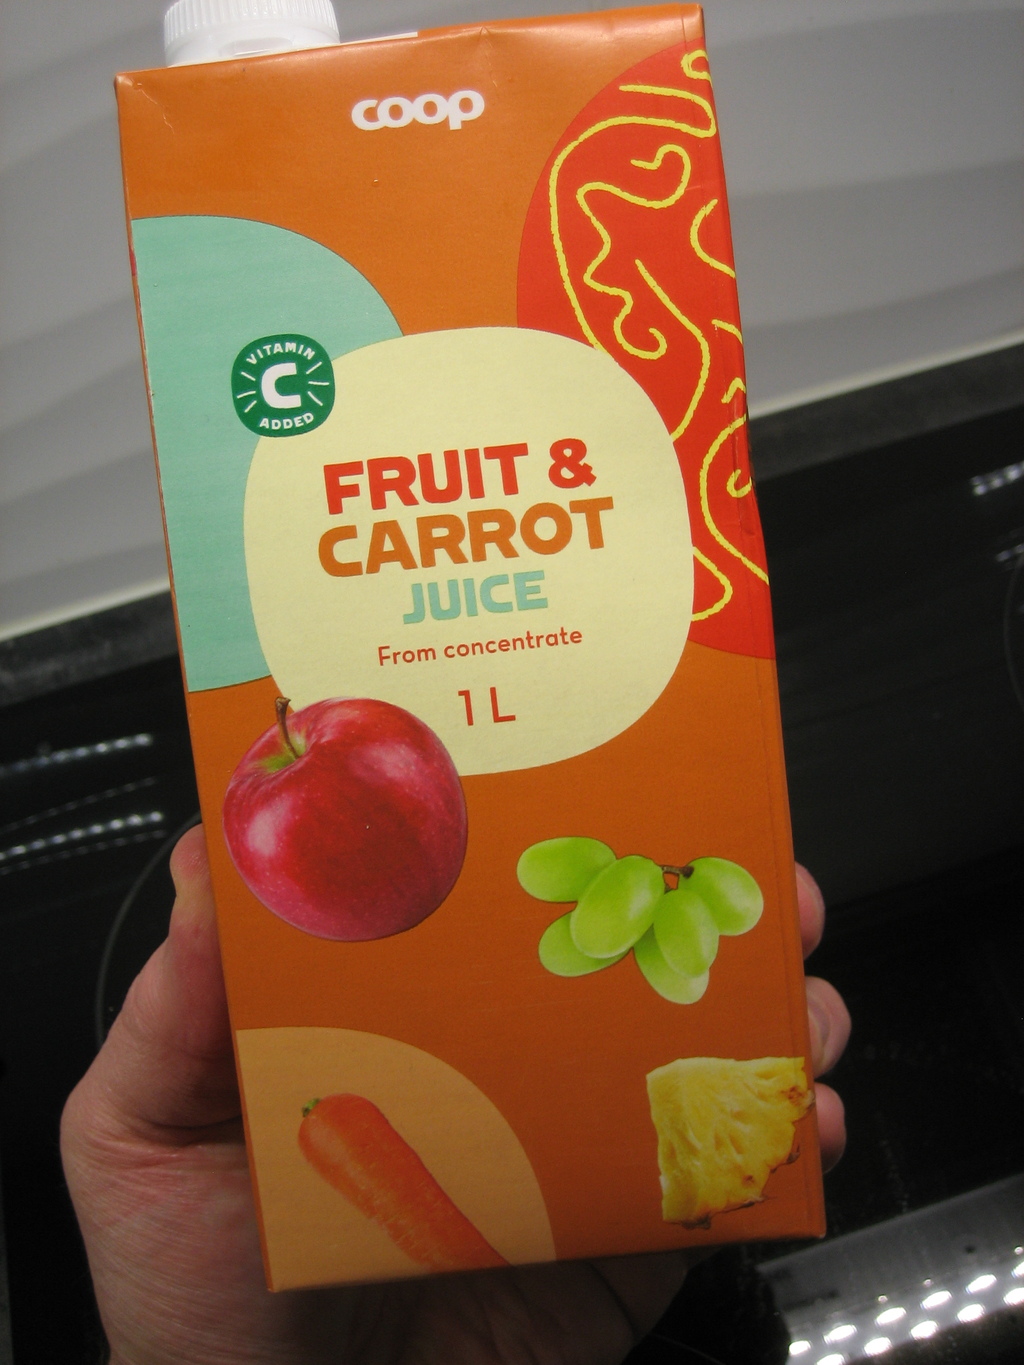 coop
VITAMIN
C
ADDED
FRUIT &
CARROT
JUICE
From concentrate
1 L